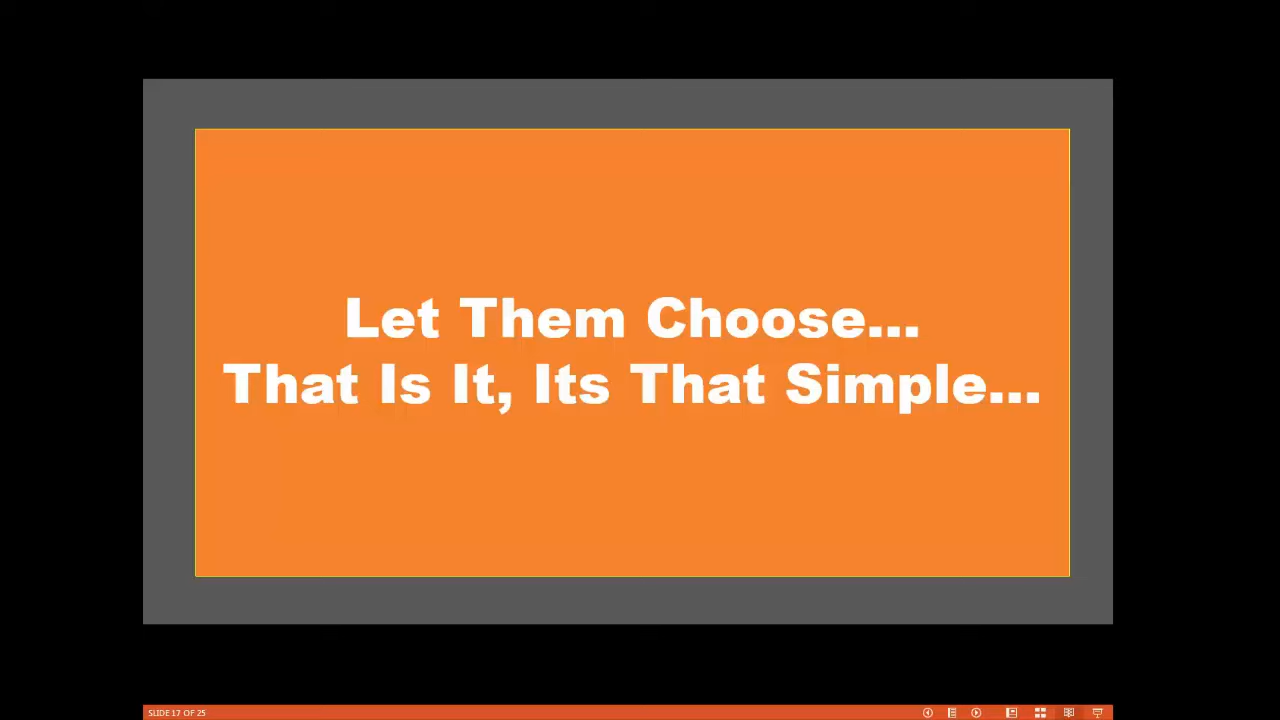 Let Them Choose...
That Is It, Its That Simple...
SLIDE 17 OF 25